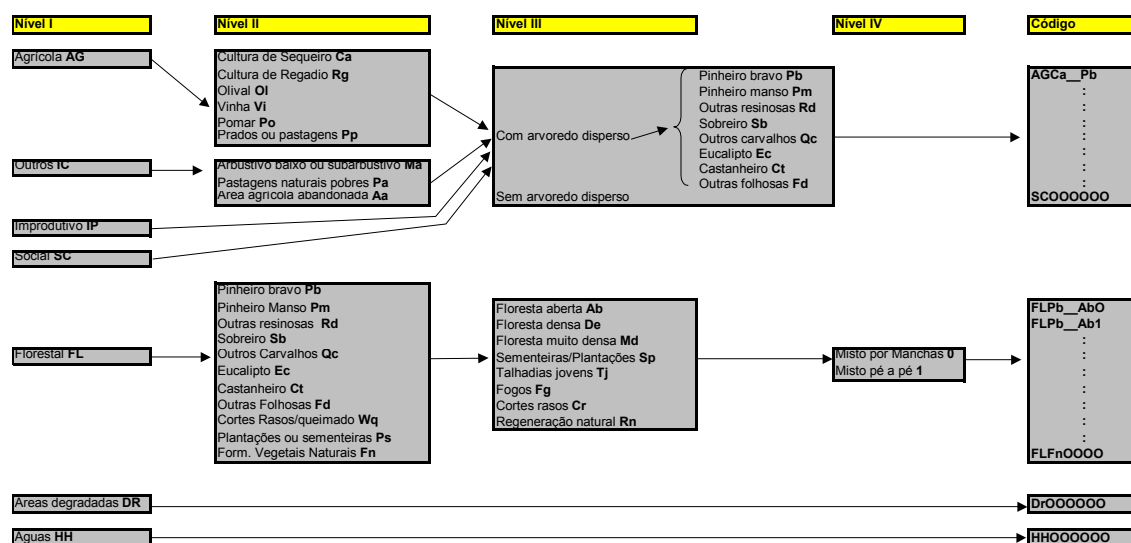 Nível I
Nível II
Nível III
Nível IV
Código
Agrícola AG
Cultura de Sequeiro Ca
Cultura de Regadio Rg
Olival Ol
Vinha Vi
Pomar Po
Prados ou pastagens Pp
Com arvoredo disperso
Pinheiro bravo Pb
Pinheiro manso Pm
Outras resinosas Rd
Sobreiro Sb
Outros carvalhos Qc
Eucalipto Ec
Castanheiro Ct
Outras folhosas Fd
Sem arvoredo disperso
AGCa__Pb
:
:
:
:
:
:
SCOOOOOO
Outros IC
Arbustivo baixo ou subarbustivo Ma
Pastagens naturais pobres Pa
Area agrícola abandonada Aa
Improdutivo IP
Social SC
Florestal FL
Pinheiro bravo Pb
Pinheiro Manso Pm
Outras resinosas Rd
Sobreiro Sb
Outros Carvalhos Qc
Eucalipto Ec
Castanheiro Ct
Outras Folhosas Fd
Cortes Rasos/queimado Wq
Plantações ou sementeiras Ps
Form. Vegetais Naturais Fn
Floresta aberta Ab
Floresta densa De
Floresta muito densa Md
Sementeiras/Plantações Sp
Talhadias jovens Tj
Fogos Fg
Cortes rasos Cr
Regeneração natural Rn
Misto por Manchas 0
Misto pé a pé 1
FLPb__AbO
FLPb__Ab1
:
:
:
:
:
:
:
FLFnOOOO
Areas degradadas DR
DrOOOOOO
Aguas HH
HHOOOOOO